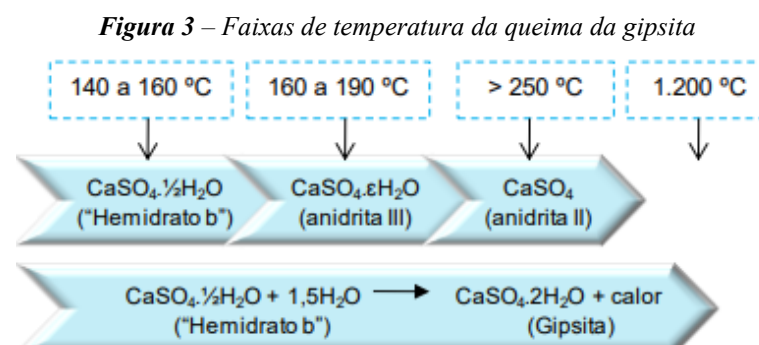 Figura 3 – Faixas de temperatura da queima da gipsita
140 a 160 ºC
160 a 190 ºC
> 250 ºC
1.200 ºC
CaSO₄.½H₂O
("Hemidrato b")
CaSO₄.εH₂O
(anidrita III)
CaSO₄
(anidrita II)
CaSO₄.½H₂O + 1,5H₂O → CaSO₄.2H₂O + calor
("Hemidrato b") (Gipsita)